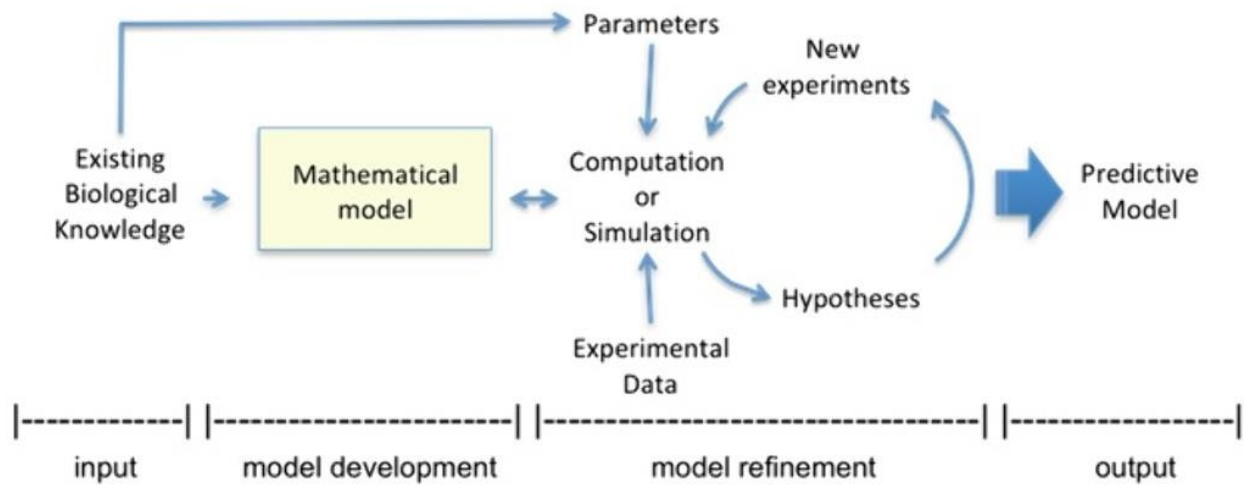 Parameters
New
experiments
Existing
Biological
Knowledge
Mathematical
model
Computation
or
Simulation
Predictive
Model
Hypotheses
Experimental
Data
input
model development
model refinement
output